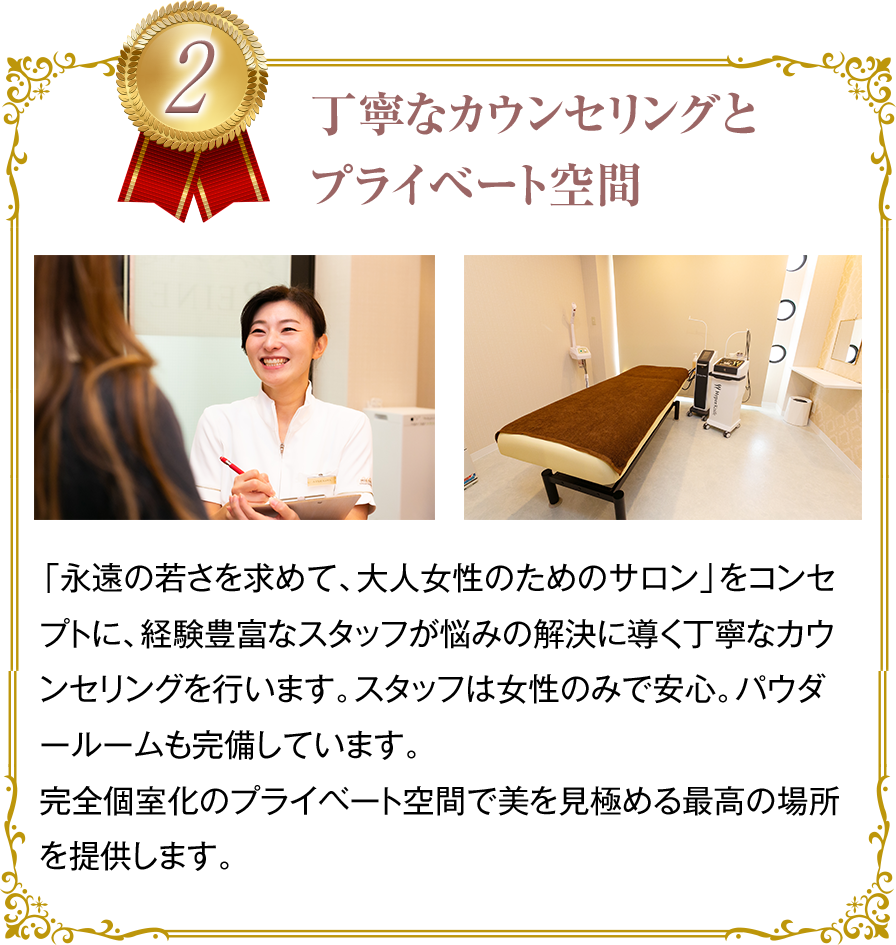 2
丁寧なカウンセリングと
プライベート空間
「永遠の若さを求めて、大人女性のためのサロン」をコンセ
プトに、経験豊富なスタッフが悩みの解決に導く丁寧なカウ
ンセリングを行います。スタッフは女性のみで安心。パウダ
ールームも完備しています。
完全個室化のプライベート空間で美を見極める最高の場所
を提供します。